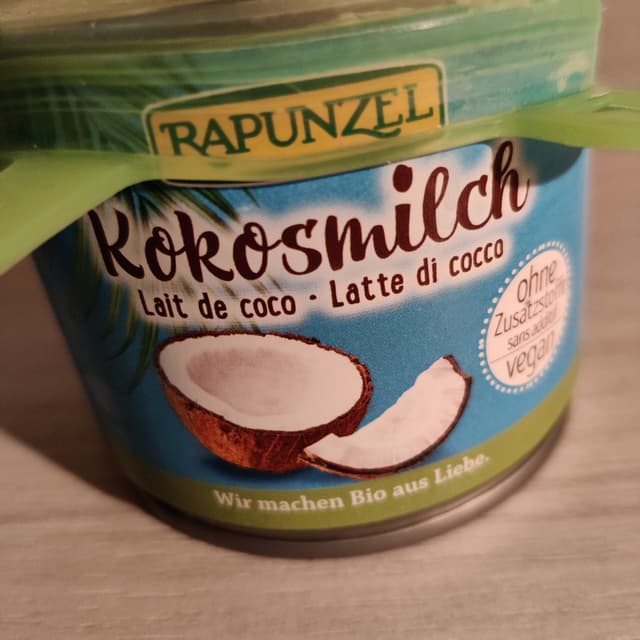 RAPUNZEL
Kokosmilch
Lait de coco · Latte di cocco
ohne
Zusatzstoffe
sans additif
vegan
Wir machen Bio aus Liebe.